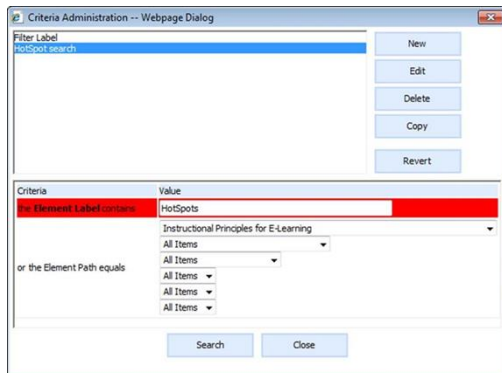 Criteria Administration -- Webpage Dialog
Filter Label
HotSpot search
New
Edit
Delete
Copy
Revert
Criteria Value
the Element Label contains HotSpots
Instructional Principles for E-Learning
All Items
All Items
or the Element Path equals
All Items
All Items
All Items
Search Close